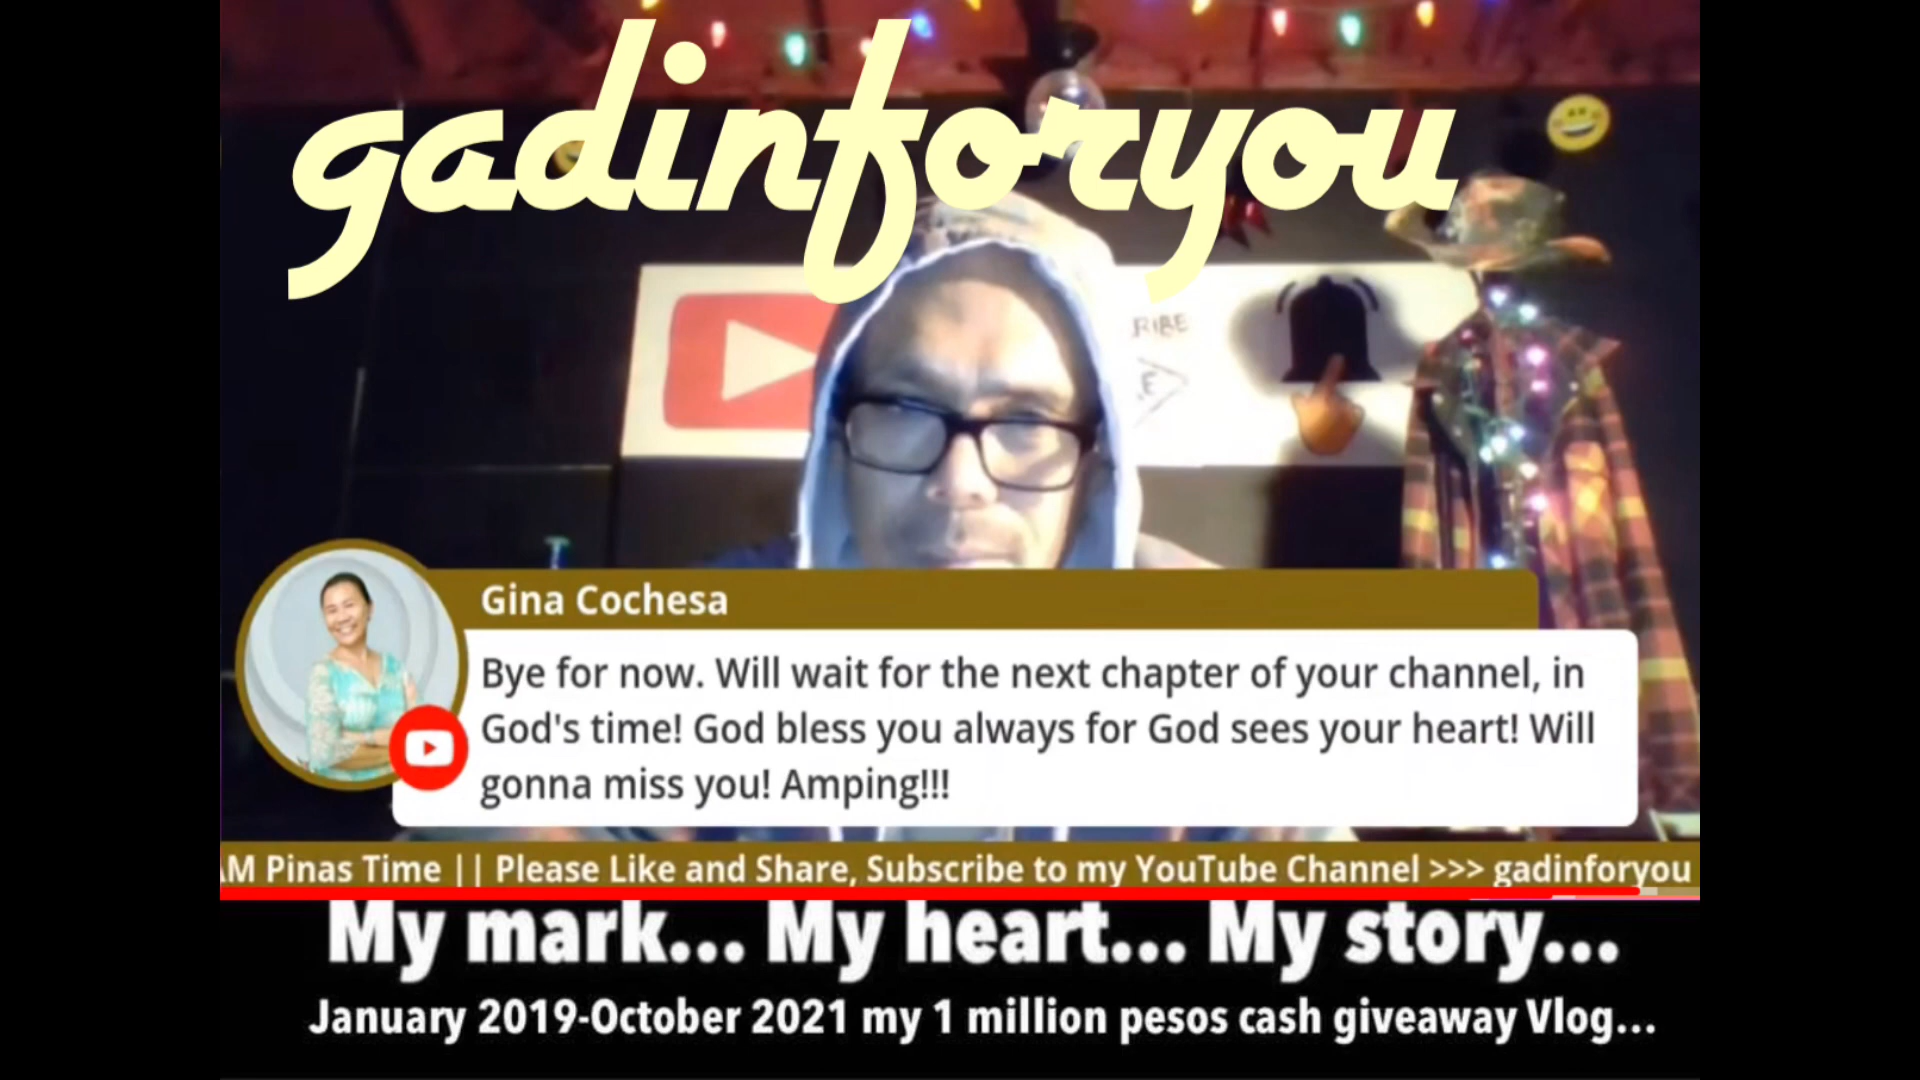 gadinforyou
RIBE
Gina Cochesa
Bye for now. Will wait for the next chapter of your channel, in
God's time! God bless you always for God sees your heart! Will
gonna miss you! Amping!!!
AM Pinas Time || Please Like and Share, Subscribe to my YouTube Channel >>> gadinforyou
My mark... My heart... My story...
January 2019-October 2021 my 1 million pesos cash giveaway Vlog...